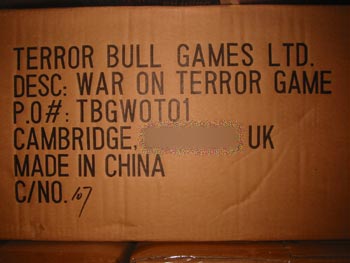 TERROR BULL GAMES LTD.
DESC: WAR ON TERROR GAME
P.O#: TBGWOT01
CAMBRIDGE, UK
MADE IN CHINA
C/NO. 107